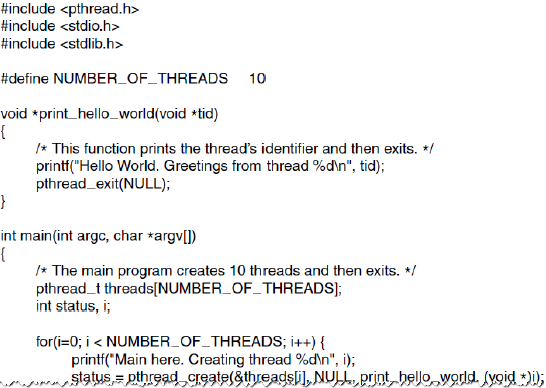 #include <pthread.h>
#include <stdio.h>
#include <stdlib.h>
#define NUMBER_OF_THREADS 10
void *print_hello_world(void *tid)
{
/* This function prints the thread's identifier and then exits. */
printf("Hello World. Greetings from thread %d\n", tid);
pthread_exit(NULL);
}
int main(int argc, char *argv[])
{
/* The main program creates 10 threads and then exits. */
pthread_t threads[NUMBER_OF_THREADS];
int status, i;
for(i=0; i < NUMBER_OF_THREADS; i++) {
printf("Main here. Creating thread %d\n", i);
status = pthread_create(&threads[i], NULL, print_hello_world, (void *)i);